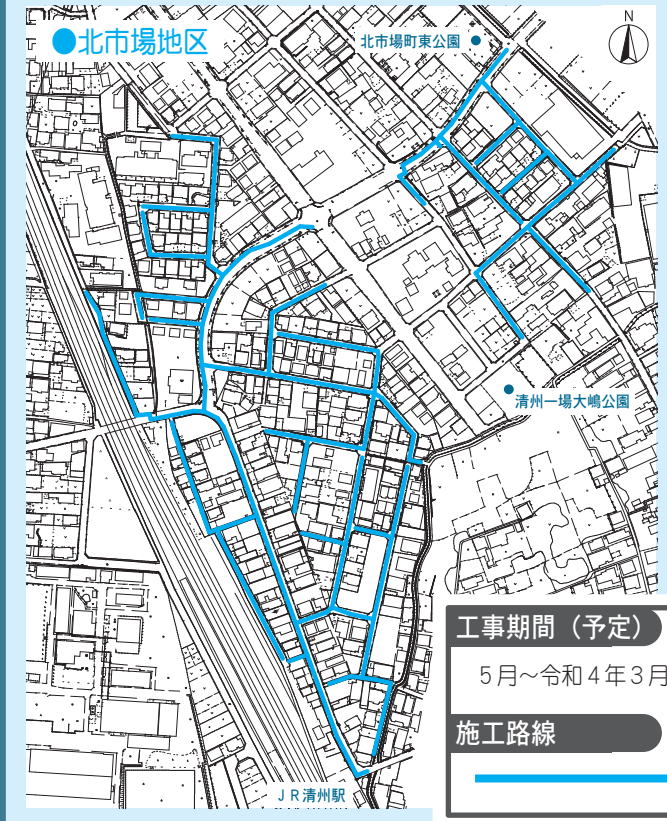 ●北市場地区
北市場町東公園
N
清州一場大嶋公園
工事期間（予定）
5月～令和4年3月
施工路線
JR清州駅